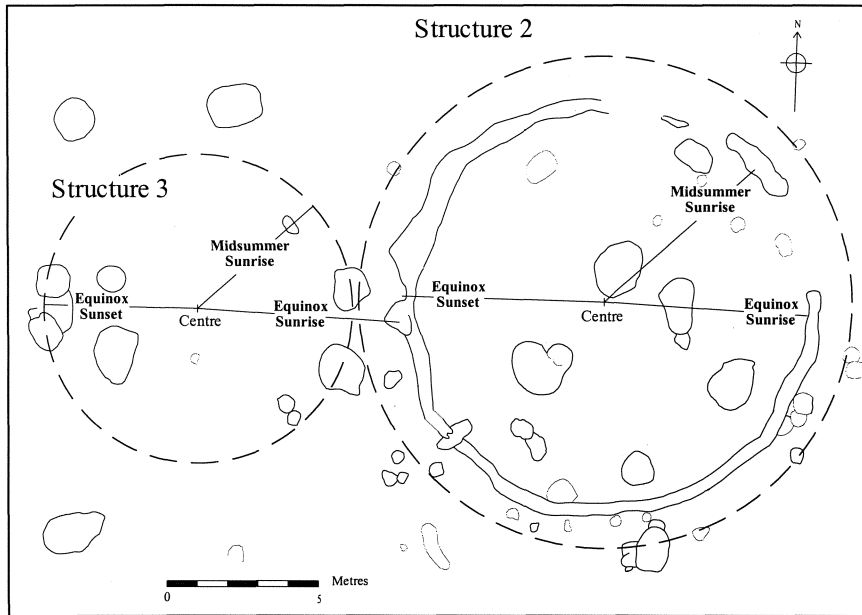 Structure 2
N
Structure 3
Midsummer
Sunrise
Midsummer
Sunrise
Equinox
Sunset
Centre
Equinox
Sunrise
Equinox
Sunset
Centre
Equinox
Sunrise
Metres
0
5